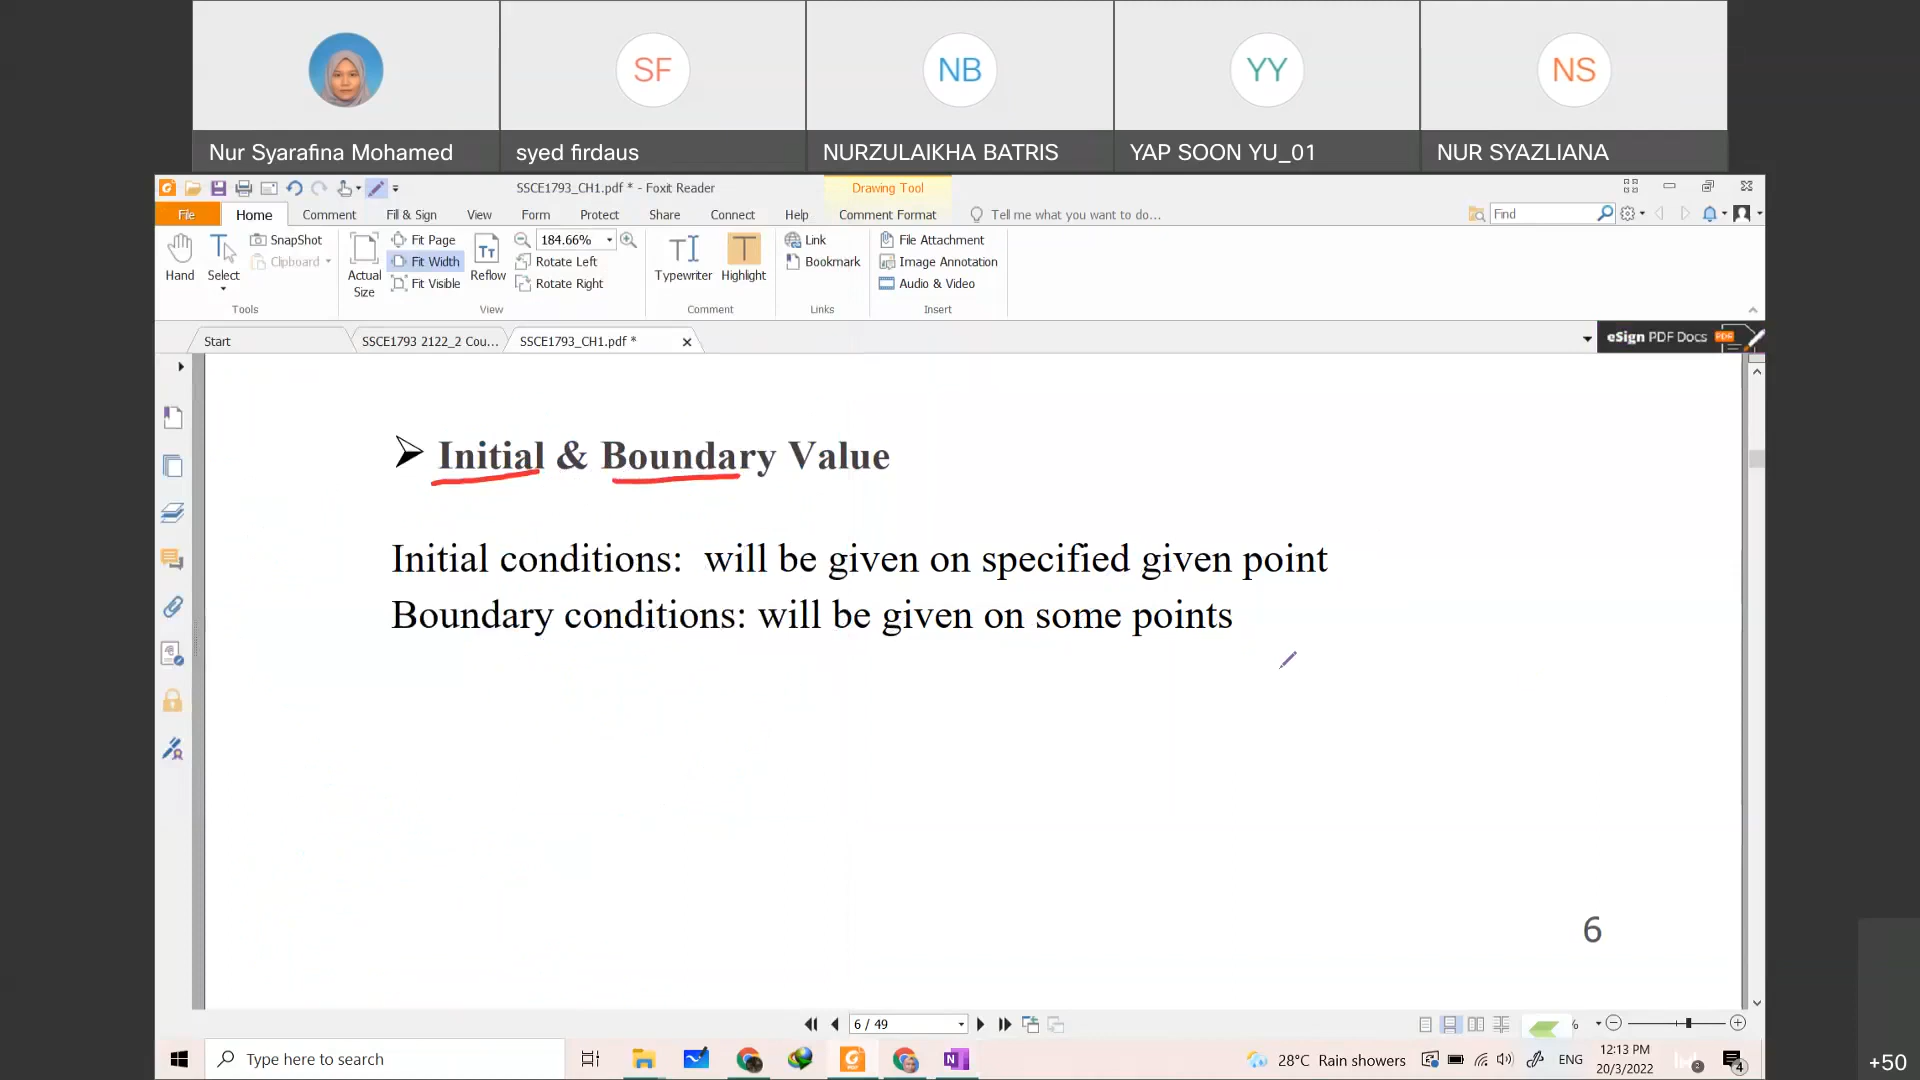 SF
NB
YY
NS
Nur Syarafina Mohamed
syed firdaus
NURZULAIKHA BATRIS
YAP SOON YU_01
NUR SYAZLIANA
SSCE1793_CH1.pdf * - Foxit Reader
Drawing Tool
File
Home
Comment
Fill & Sign
View
Form
Protect
Share
Connect
Help
Comment Format
Tell me what you want to do...
Find
Hand
Select
SnapShot
Clipboard
Tools
Actual
Size
Fit Page
Fit Width
Fit Visible
Reflow
184.66%
Rotate Left
Rotate Right
View
Typewriter
Highlight
Comment
Link
Bookmark
Links
File Attachment
Image Annotation
Audio & Video
Insert
Start
SSCE1793 2122_2 Cou...
SSCE1793_CH1.pdf *
eSign PDF Docs
PDF
Initial & Boundary Value
Initial conditions: will be given on specified given point
Boundary conditions: will be given on some points
6
6 / 49
%
Type here to search
28°C Rain showers
ENG
12:13 PM
20/3/2022
2
4
+50